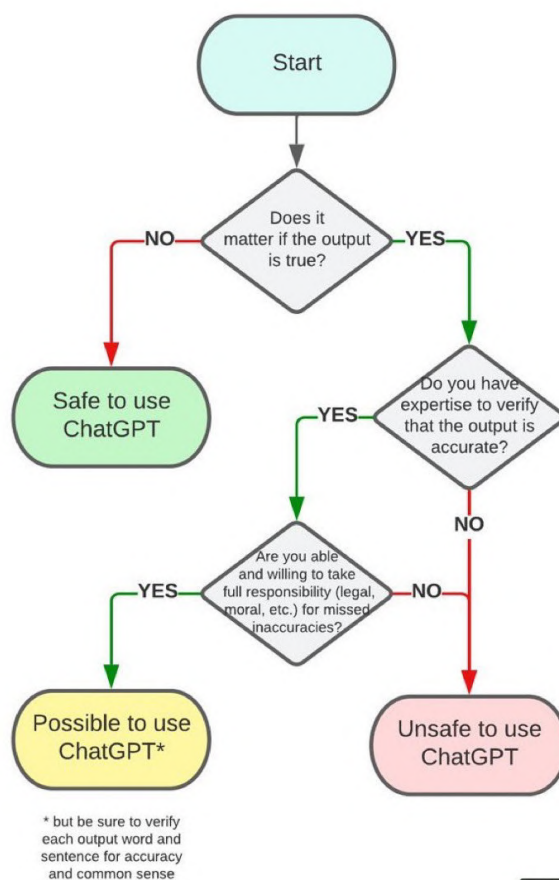 Start
Does it
matter if the output
is true?
NO
YES
Safe to use
ChatGPT
Do you have
expertise to verify
that the output is
accurate?
YES
NO
Are you able
and willing to take
full responsibility (legal,
moral, etc.) for missed
inaccuracies?
YES
NO
Possible to use
ChatGPT*
Unsafe to use
ChatGPT
* but be sure to verify
each output word and
sentence for accuracy
and common sense